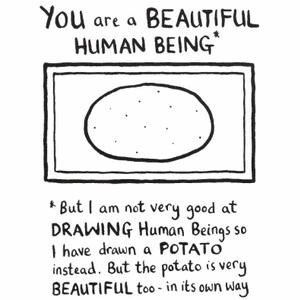 YOU are a BEAUTIFUL
HUMAN BEING*
* But I am not very good at
DRAWING Human Beings so
I have drawn a POTATO
instead. But the potato is very
BEAUTIFUL too - in its own way